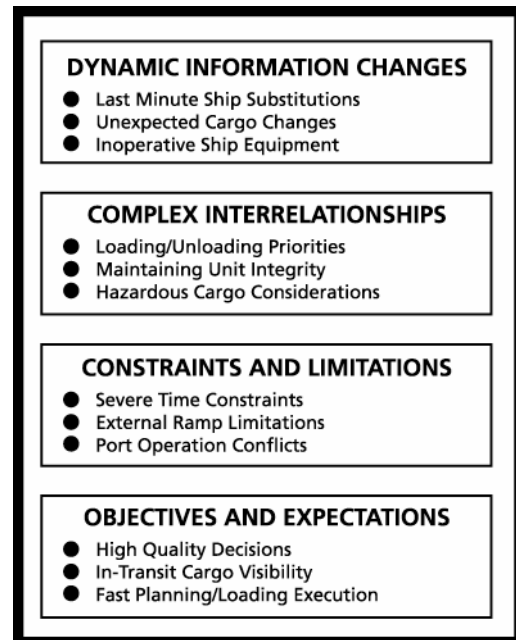 DYNAMIC INFORMATION CHANGES
● Last Minute Ship Substitutions
● Unexpected Cargo Changes
● Inoperative Ship Equipment
COMPLEX INTERRELATIONSHIPS
● Loading/Unloading Priorities
● Maintaining Unit Integrity
● Hazardous Cargo Considerations
CONSTRAINTS AND LIMITATIONS
● Severe Time Constraints
● External Ramp Limitations
● Port Operation Conflicts
OBJECTIVES AND EXPECTATIONS
● High Quality Decisions
● In-Transit Cargo Visibility
● Fast Planning/Loading Execution